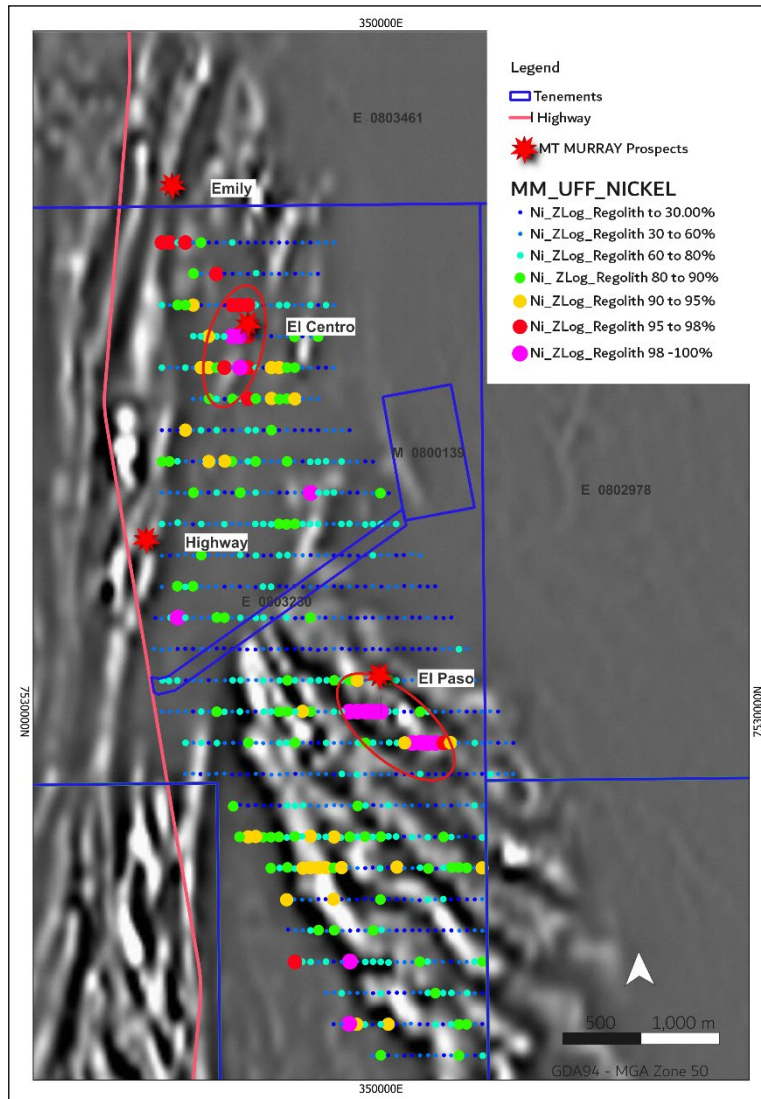 350000E
Legend
Tenements
Highway
MT MURRAY Prospects
MM_UFF_NICKEL
Ni_ZLog_Regolith to 30.00%
Ni_ZLog_Regolith 30 to 60%
Ni_ZLog_Regolith 60 to 80%
Ni_ ZLog_Regolith 80 to 90%
Ni_ZLog_Regolith 90 to 95%
Ni_ZLog_Regolith 95 to 98%
Ni_ZLog_Regolith 98 -100%
E 0803461
Emily
El Centro
M 0800139
E 0802978
Highway
E 0803230
El Paso
7530000N
7530000N
500
1,000 m
GDA94 - MGA Zone 50
350000E